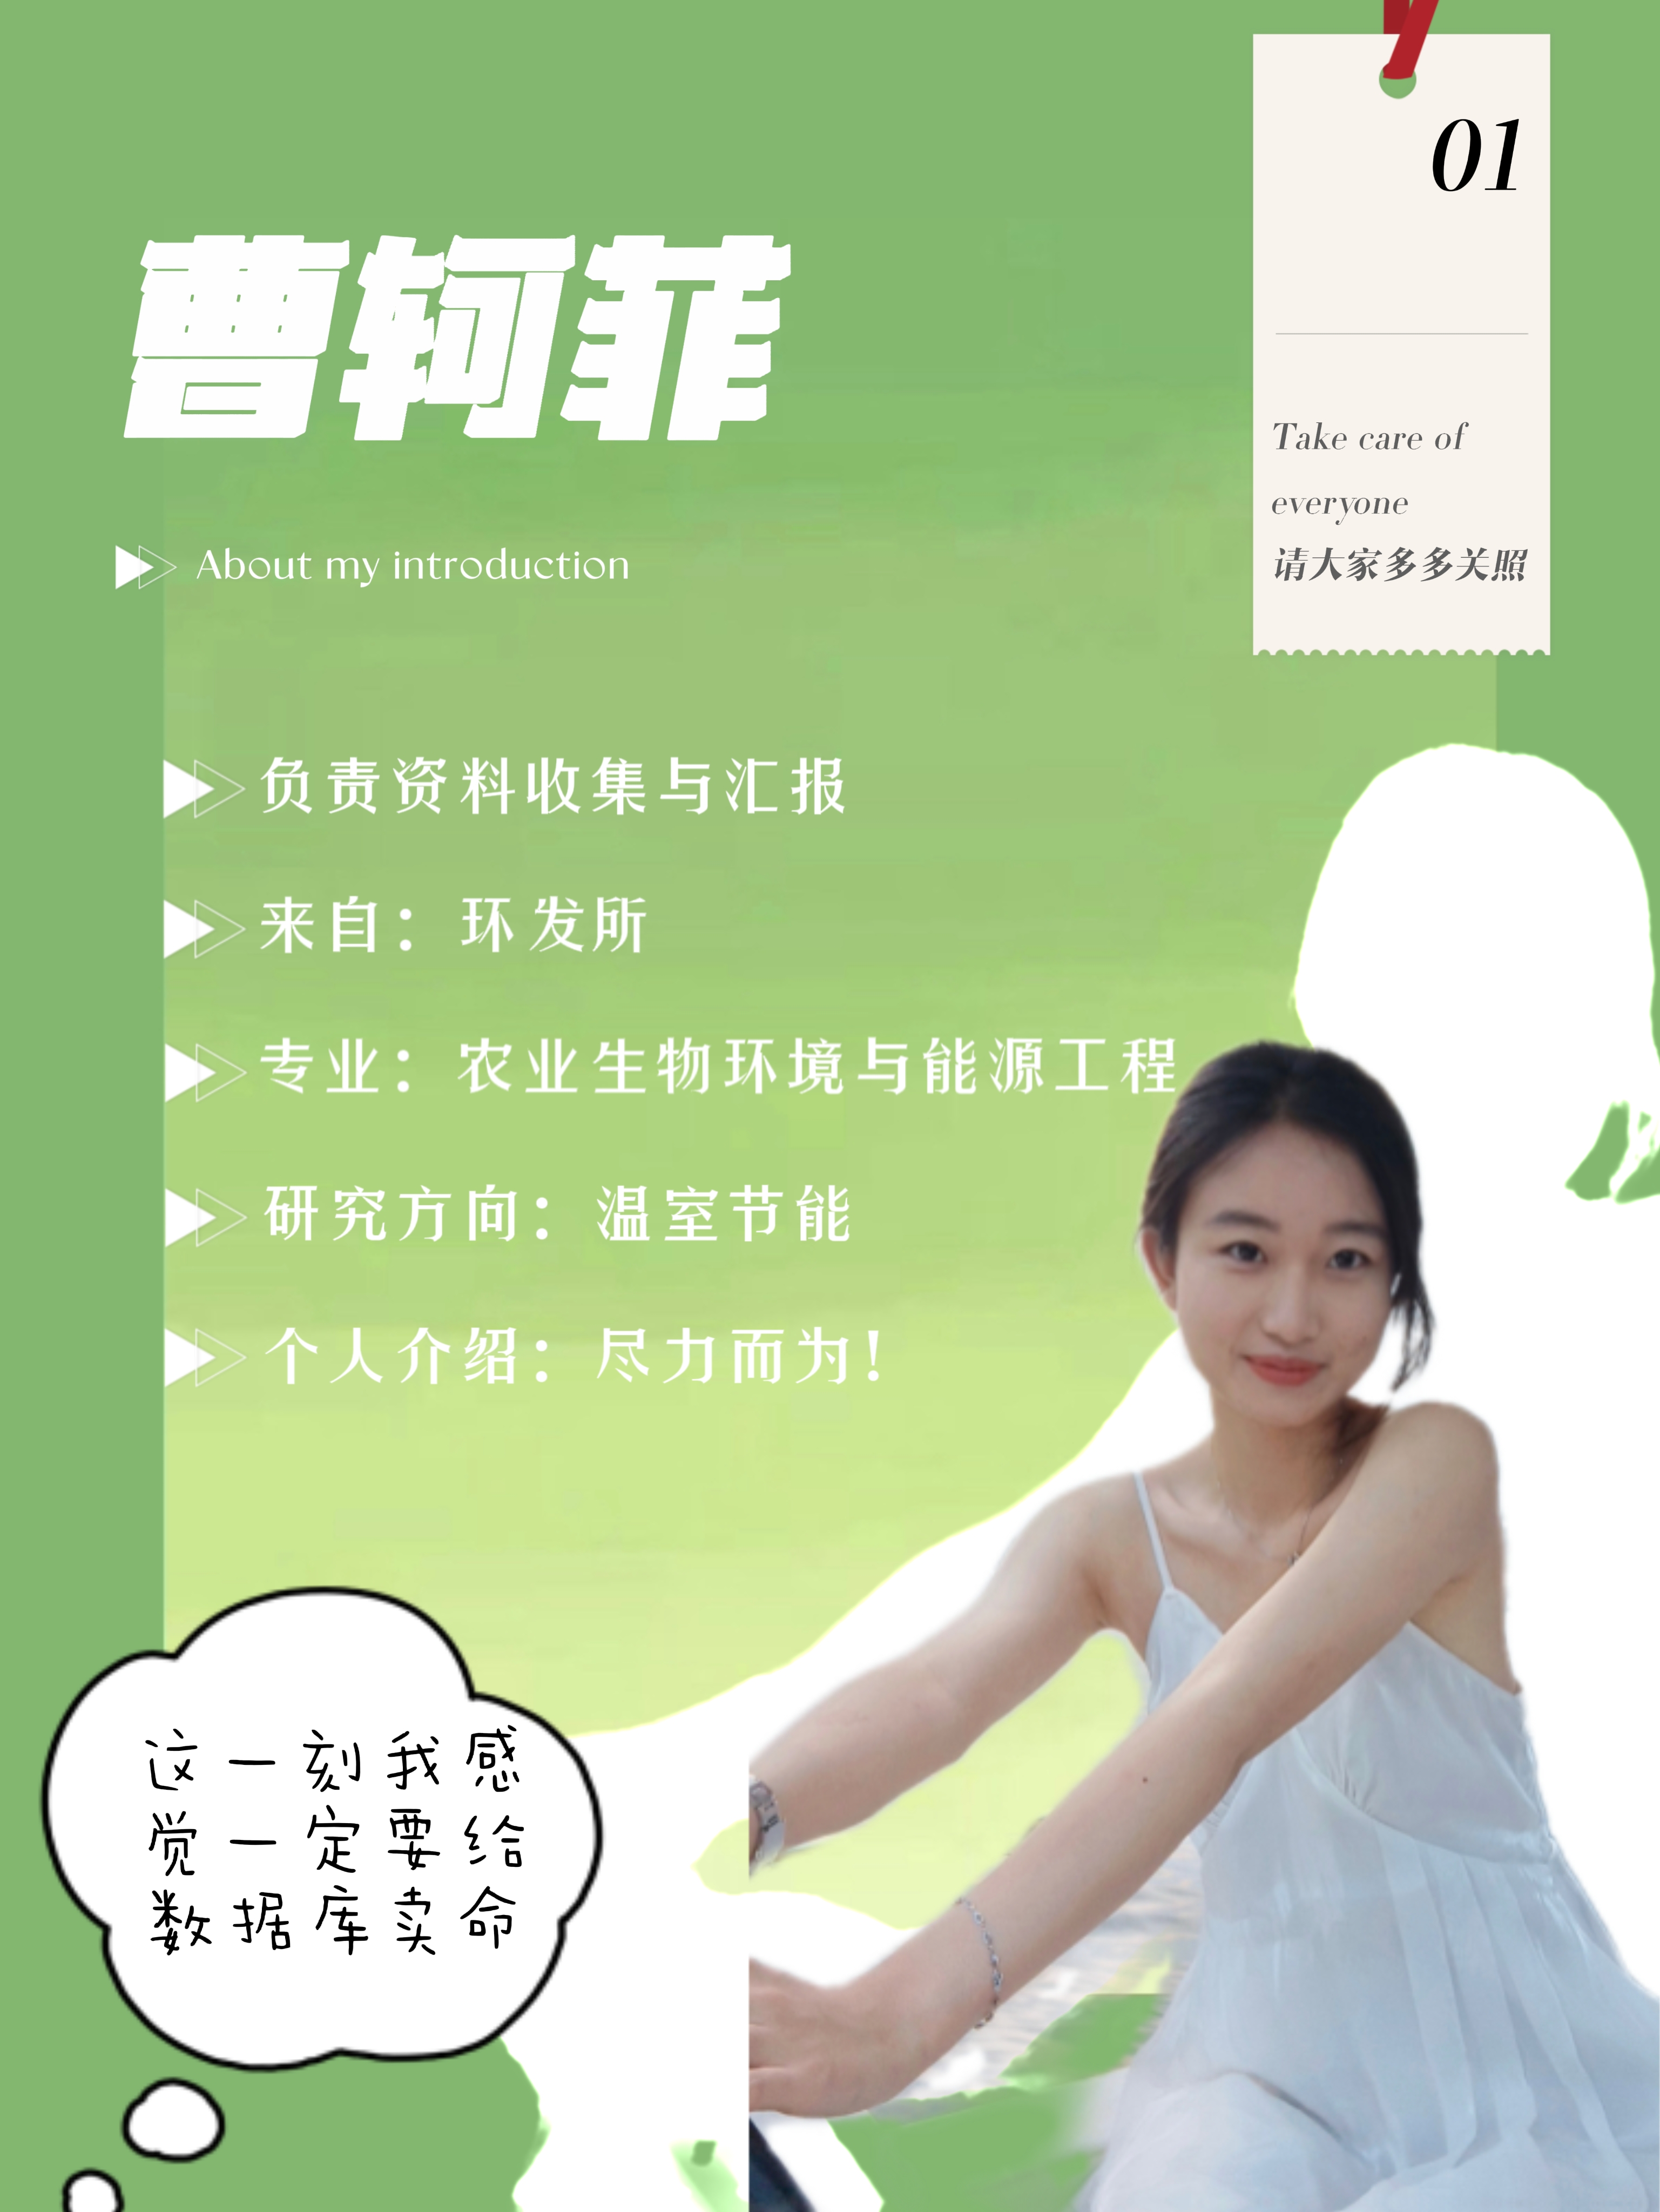 01
Take care of
everyone
请大家多多关照
曹轲菲
About my introduction
负责资料收集与汇报
来自：环发所
专业：农业生物环境与能源工程
研究方向：温室节能
个人介绍：尽力而为！
这一刻我感
觉一定要给
数据库卖命